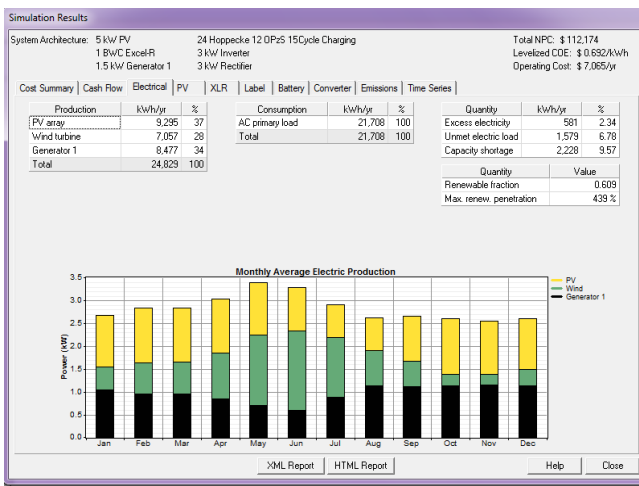 Simulation Results
System Architecture: 5 kW PV 24 Hoppecke 12 OPzS 15Cycle Charging Total NPC: $ 112,174
1 BWC Excel-R 3 kW Inverter Levelized COE: $ 0.692/kWh
1.5 kW Generator 1 3 kW Rectifier Operating Cost: $ 7,065/yr
Cost Summary Cash Flow Electrical PV XLR Label Battery Converter Emissions Time Series
Production kWh/yr %
PV array 9,295 37
Wind turbine 7,057 28
Generator 1 8,477 34
Total 24,829 100
Consumption kWh/yr %
AC primary load 21,708 100
Total 21,708 100
Quantity kWh/yr %
Excess electricity 581 2.34
Unmet electric load 1,579 6.78
Capacity shortage 2,228 9.57
Quantity Value
Renewable fraction 0.609
Max. renew. penetration 439 %
Monthly Average Electric Production
Power (kW)
3.5
3.0
2.5
2.0
1.5
1.0
0.5
0.0
Jan Feb Mar Apr May Jun Jul Aug Sep Oct Nov Dec
PV
Wind
Generator 1
XML Report HTML Report Help Close